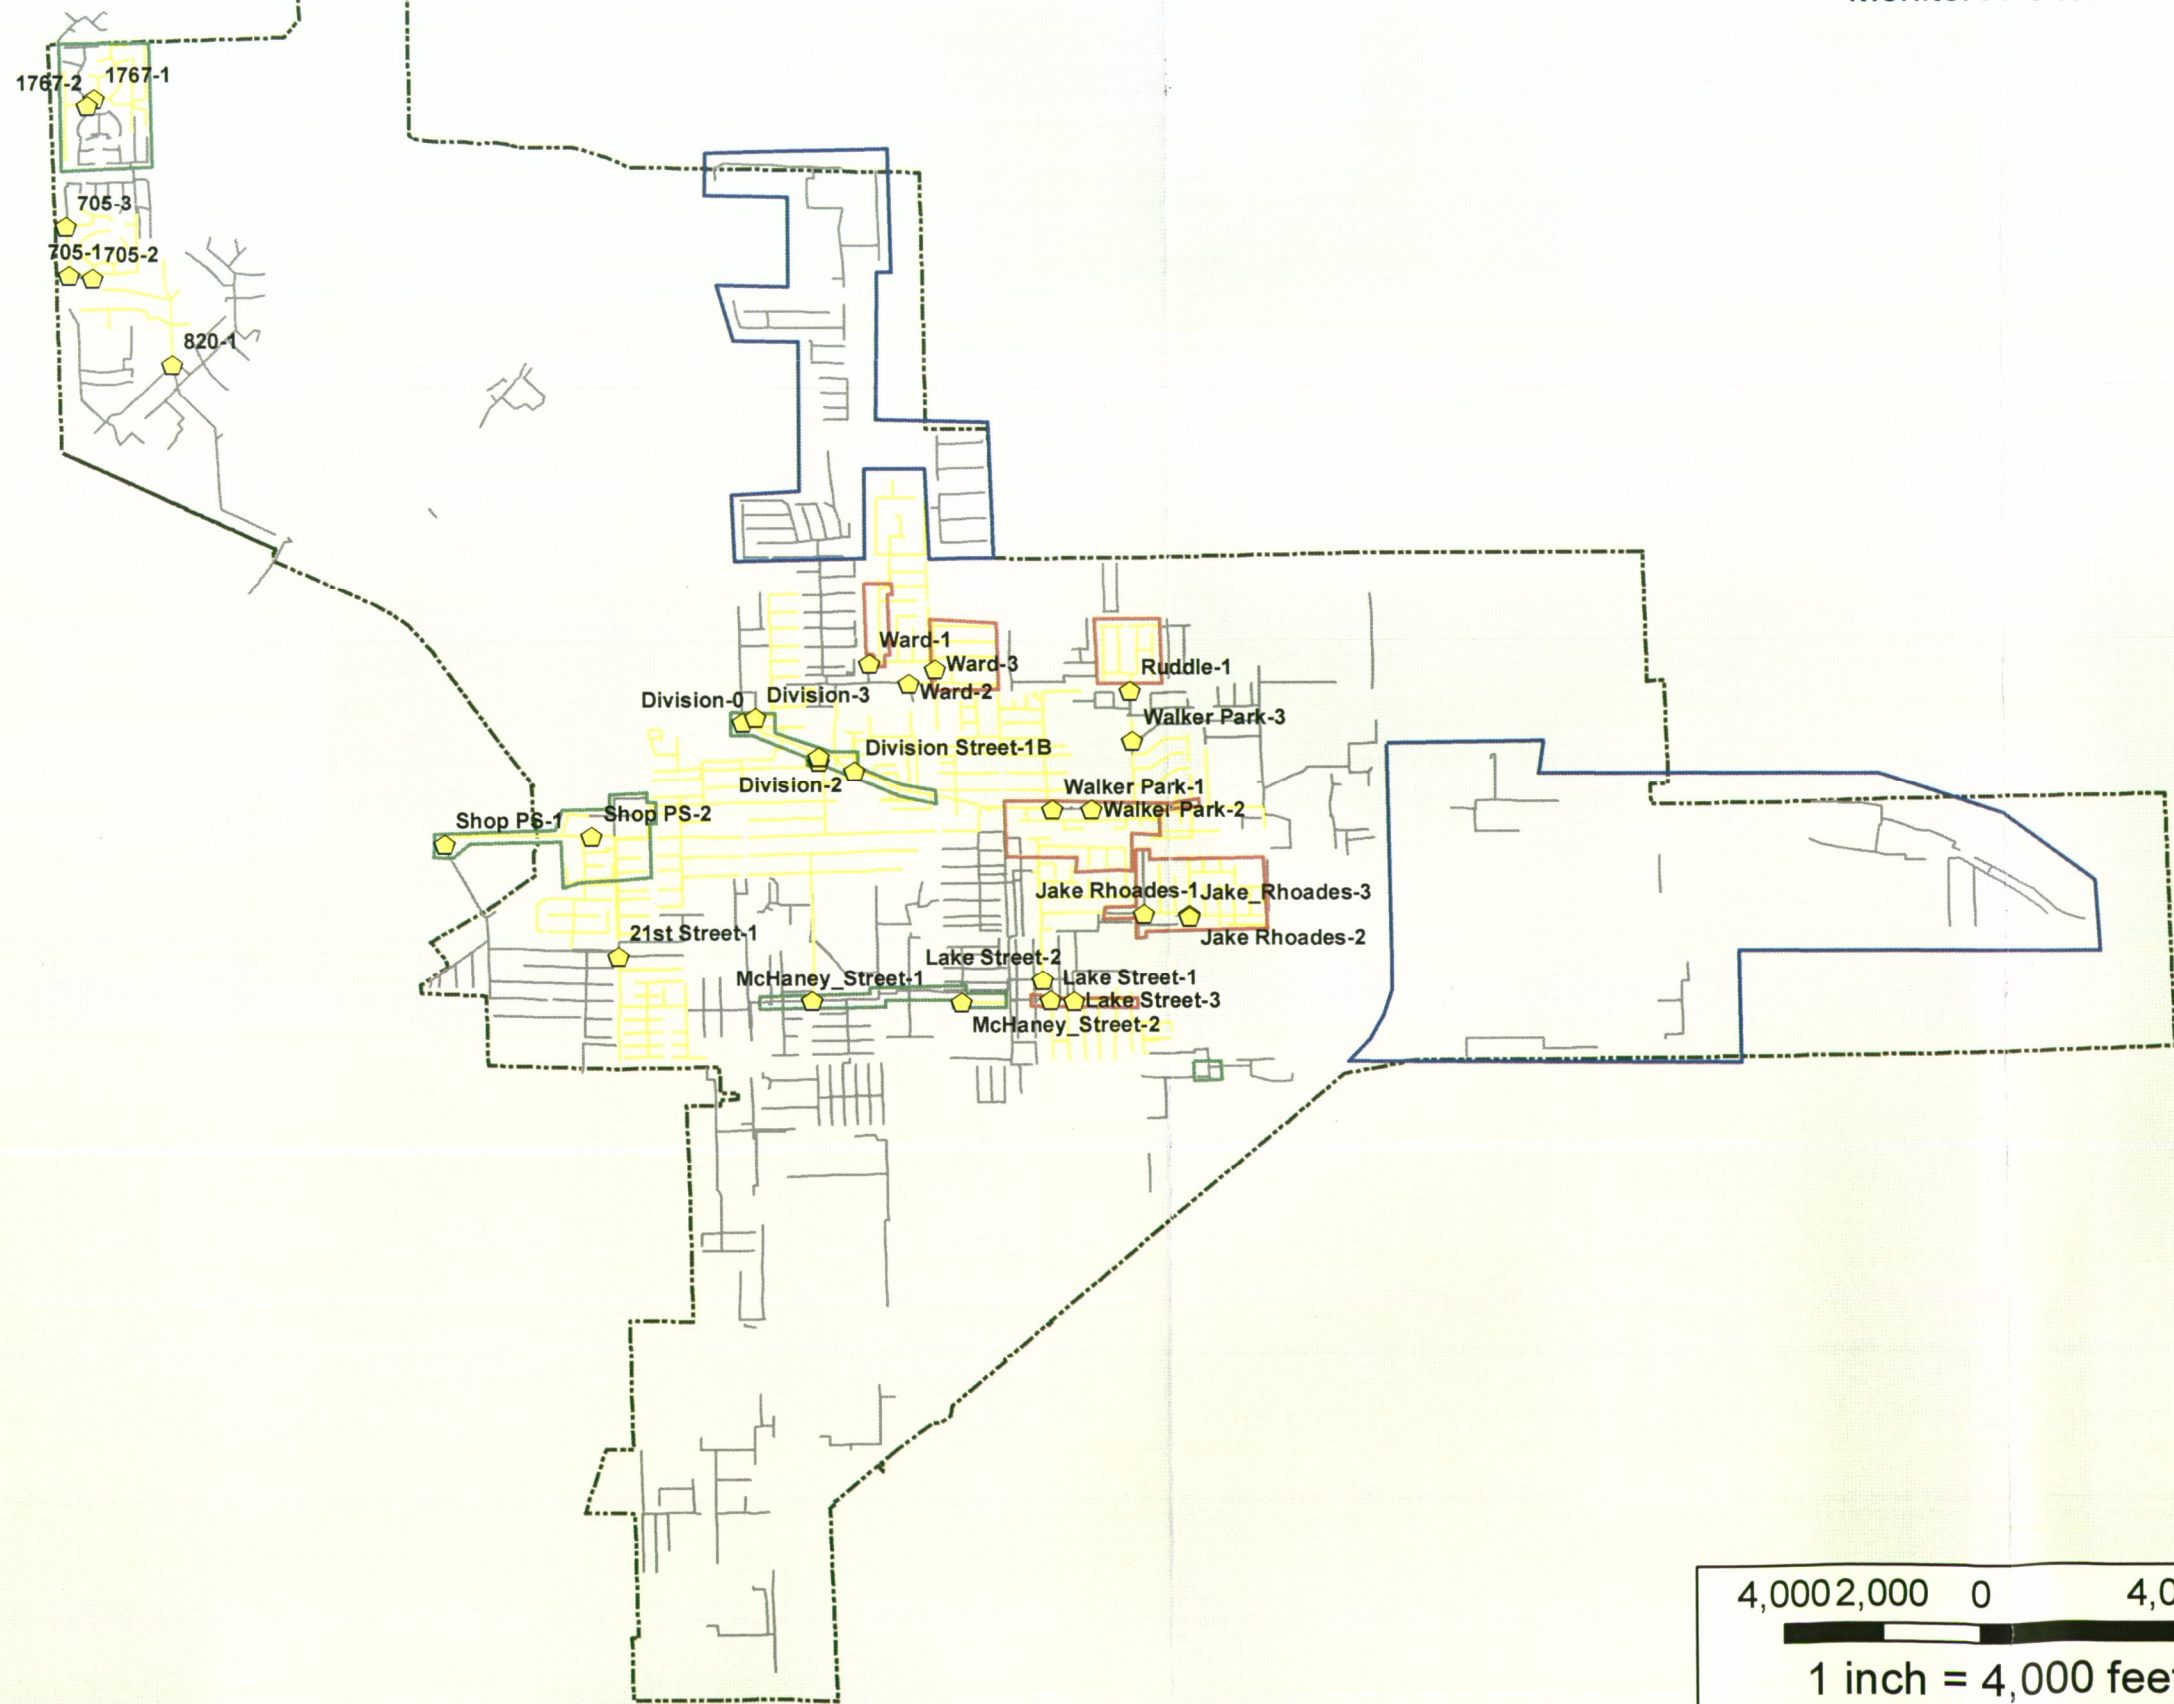 1767-2
1767-1
705-3
705-1
705-2
820-1
Ward-1
Ward-3
Ward-2
Ruddle-1
Division-0
Division-3
Walker Park-3
Division Street-1B
Division-2
Walker Park-1
Walker Park-2
Shop PS-1
Shop PS-2
Jake Rhoades-1
Jake_Rhoades-3
Jake Rhoades-2
21st Street-1
Lake Street-2
McHaney_Street-1
Lake Street-1
Lake Street-3
McHaney_Street-2
4,000 2,000 0 4,0
1 inch = 4,000 feet